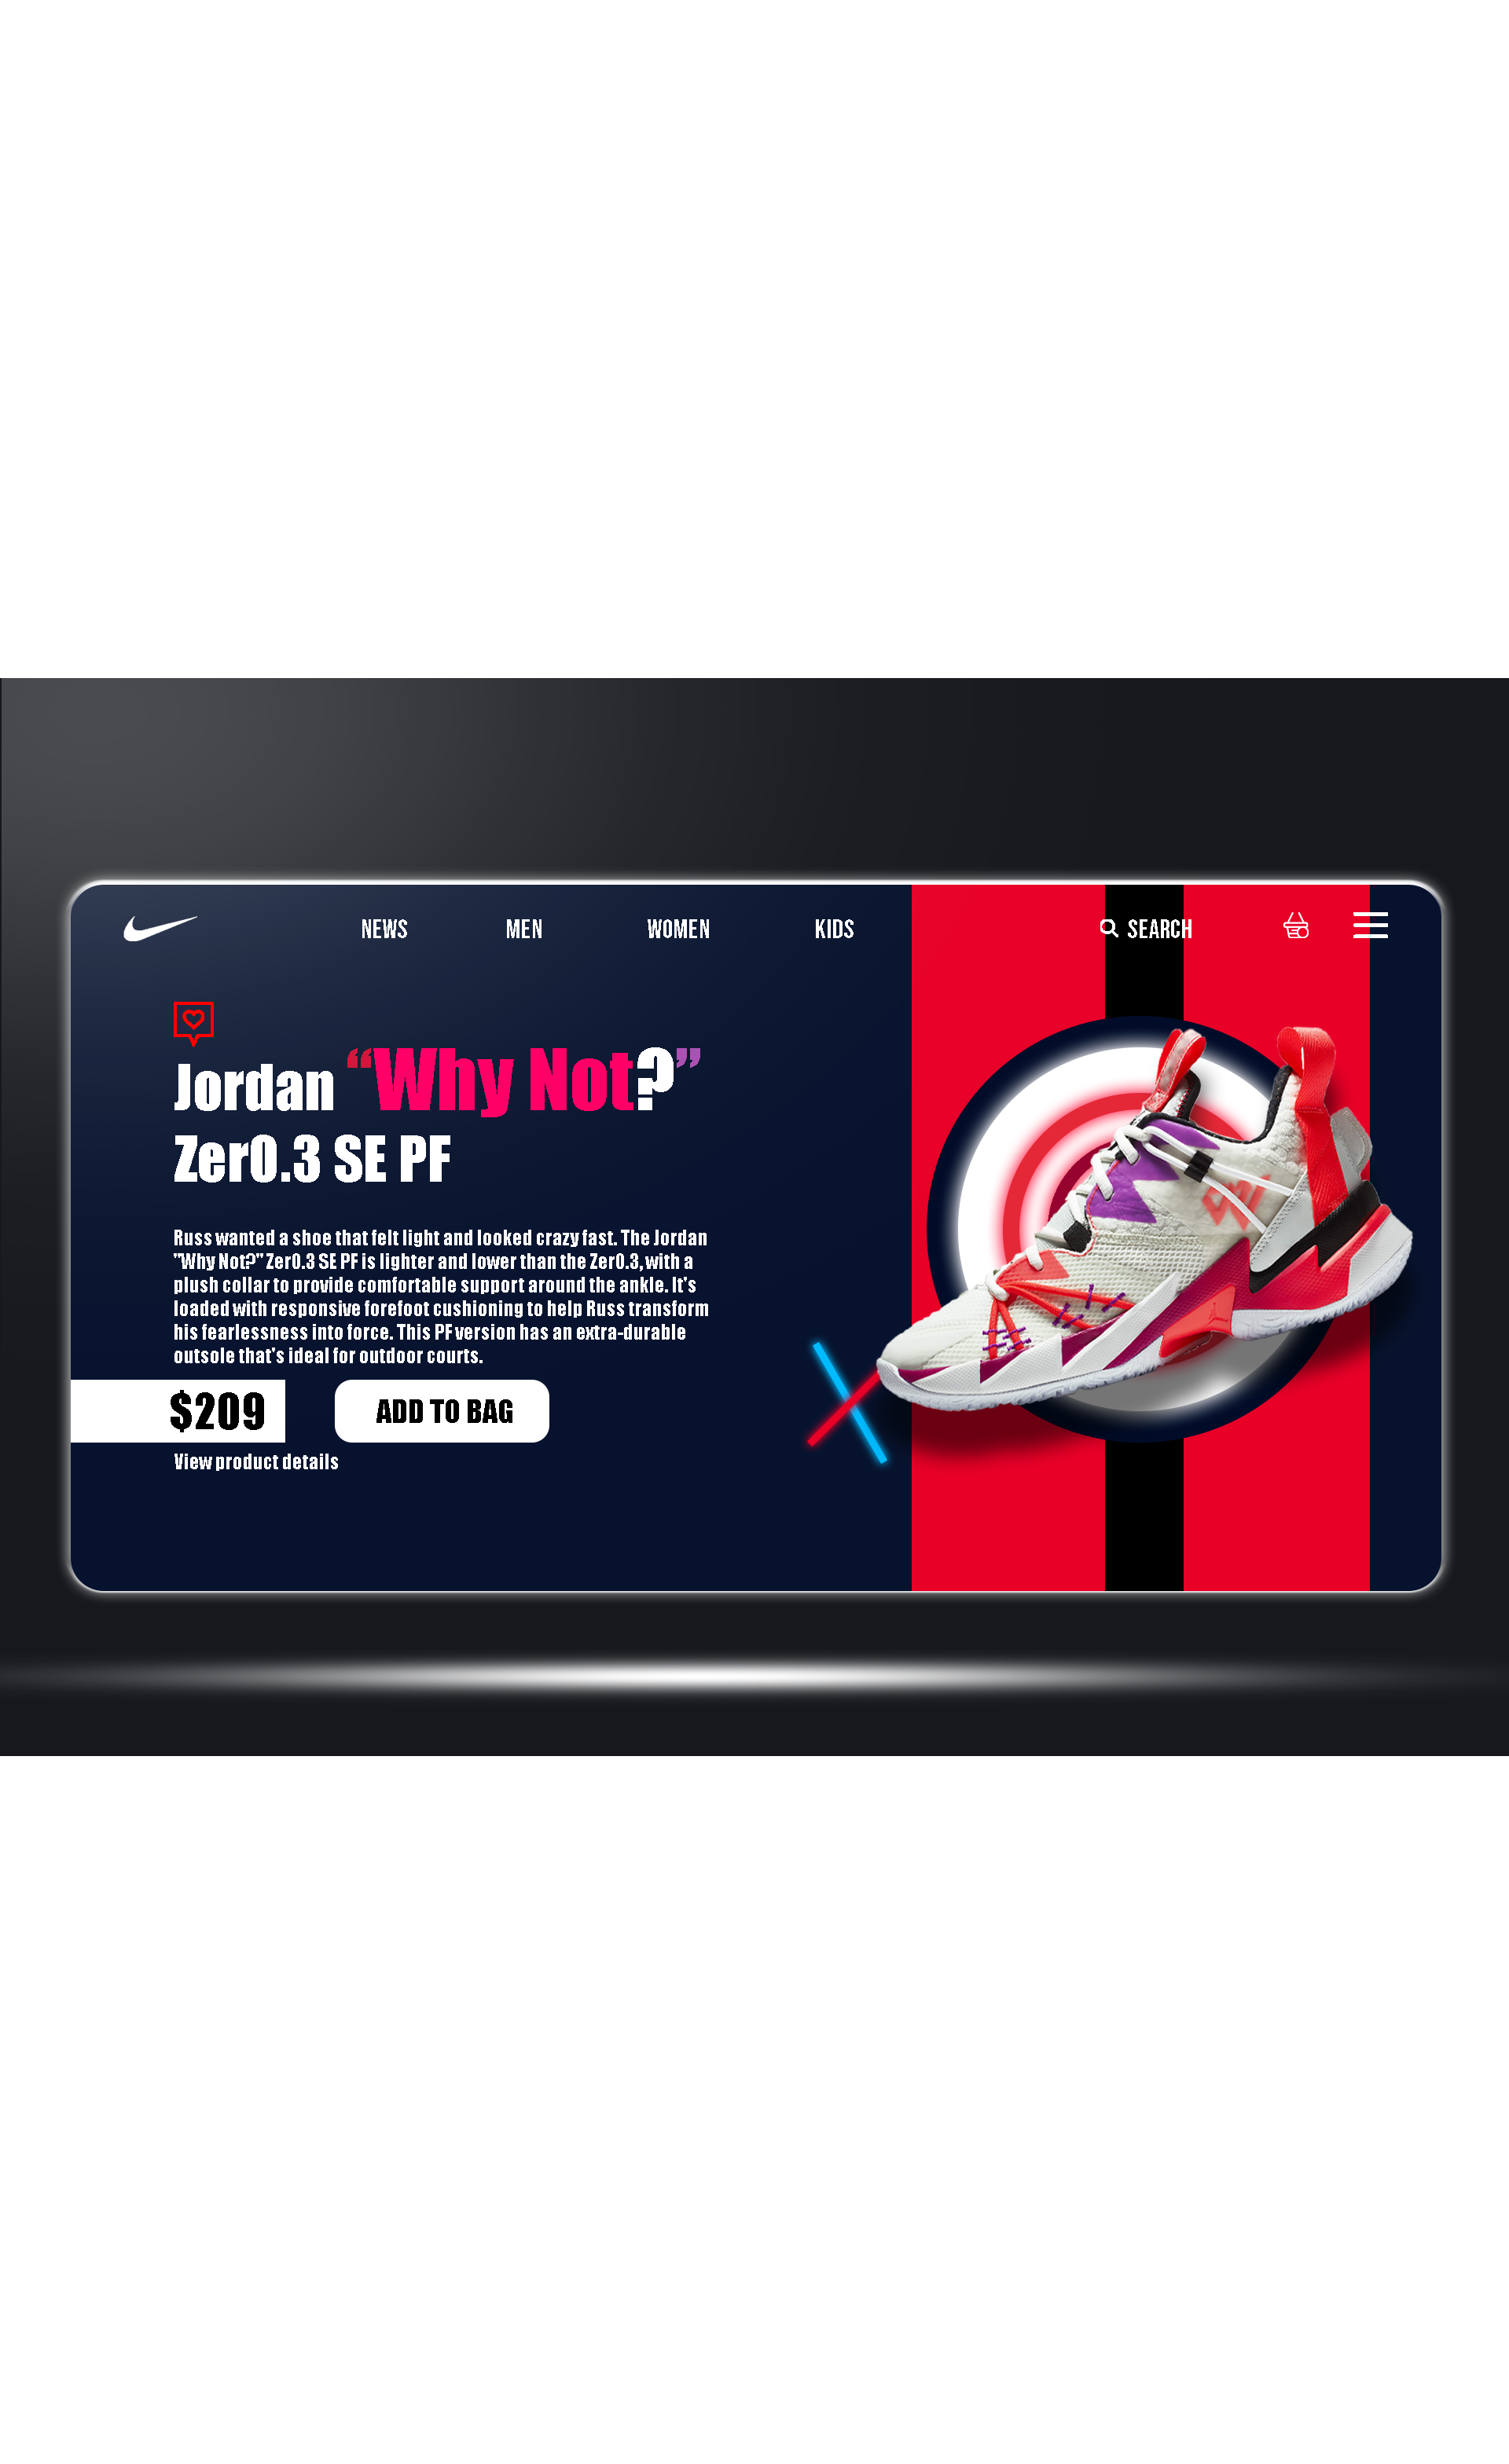 NEWS MEN WOMEN KIDS SEARCH
Jordan “Why Not?”
Zer0.3 SE PF
Russ wanted a shoe that felt light and looked crazy fast. The Jordan
"Why Not?" Zer0.3 SE PF is lighter and lower than the Zer0.3, with a
plush collar to provide comfortable support around the ankle. It's
loaded with responsive forefoot cushioning to help Russ transform
his fearlessness into force. This PF version has an extra-durable
outsole that's ideal for outdoor courts.
$209 ADD TO BAG
View product details